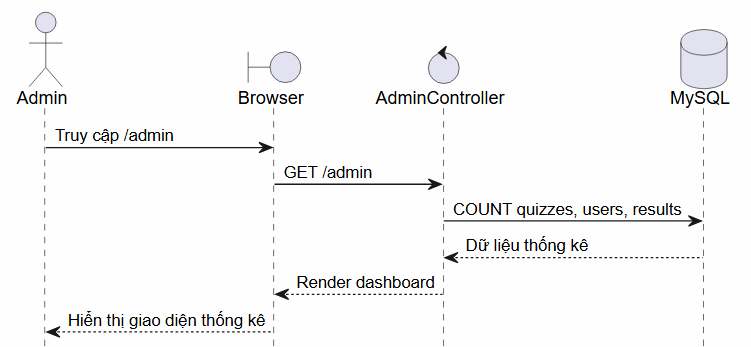 Admin
Browser
AdminController
MySQL
Truy cập /admin
GET /admin
COUNT quizzes, users, results
Dữ liệu thống kê
Render dashboard
Hiển thị giao diện thống kê